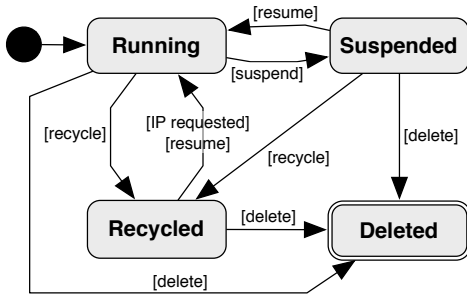 [resume]
Running
Suspended
[suspend]
[recycle]
[IP requested]
[resume]
[delete]
[recycle]
Recycled
[delete]
Deleted
[delete]